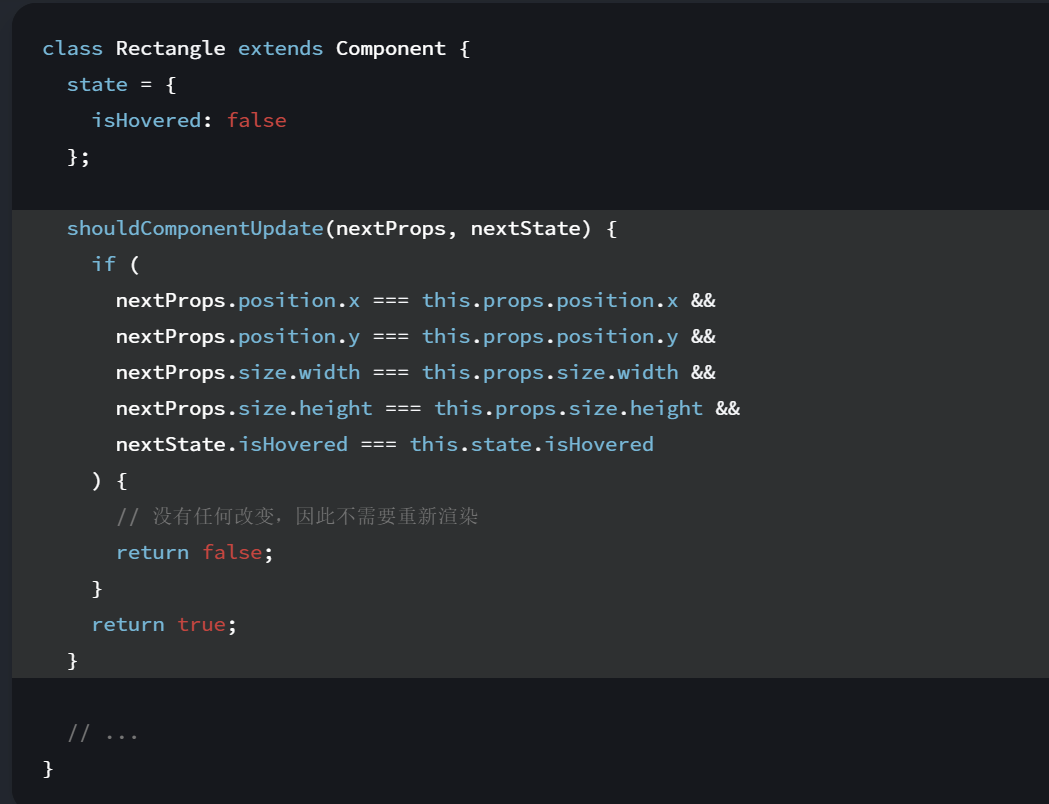 class Rectangle extends Component {
  state = {
    isHovered: false
  };
  shouldComponentUpdate(nextProps, nextState) {
    if (
      nextProps.position.x === this.props.position.x &&
      nextProps.position.y === this.props.position.y &&
      nextProps.size.width === this.props.size.width &&
      nextProps.size.height === this.props.size.height &&
      nextState.isHovered === this.state.isHovered
    ) {
      // 没有任何改变，因此不需要重新渲染
      return false;
    }
    return true;
  }
  // ...
}